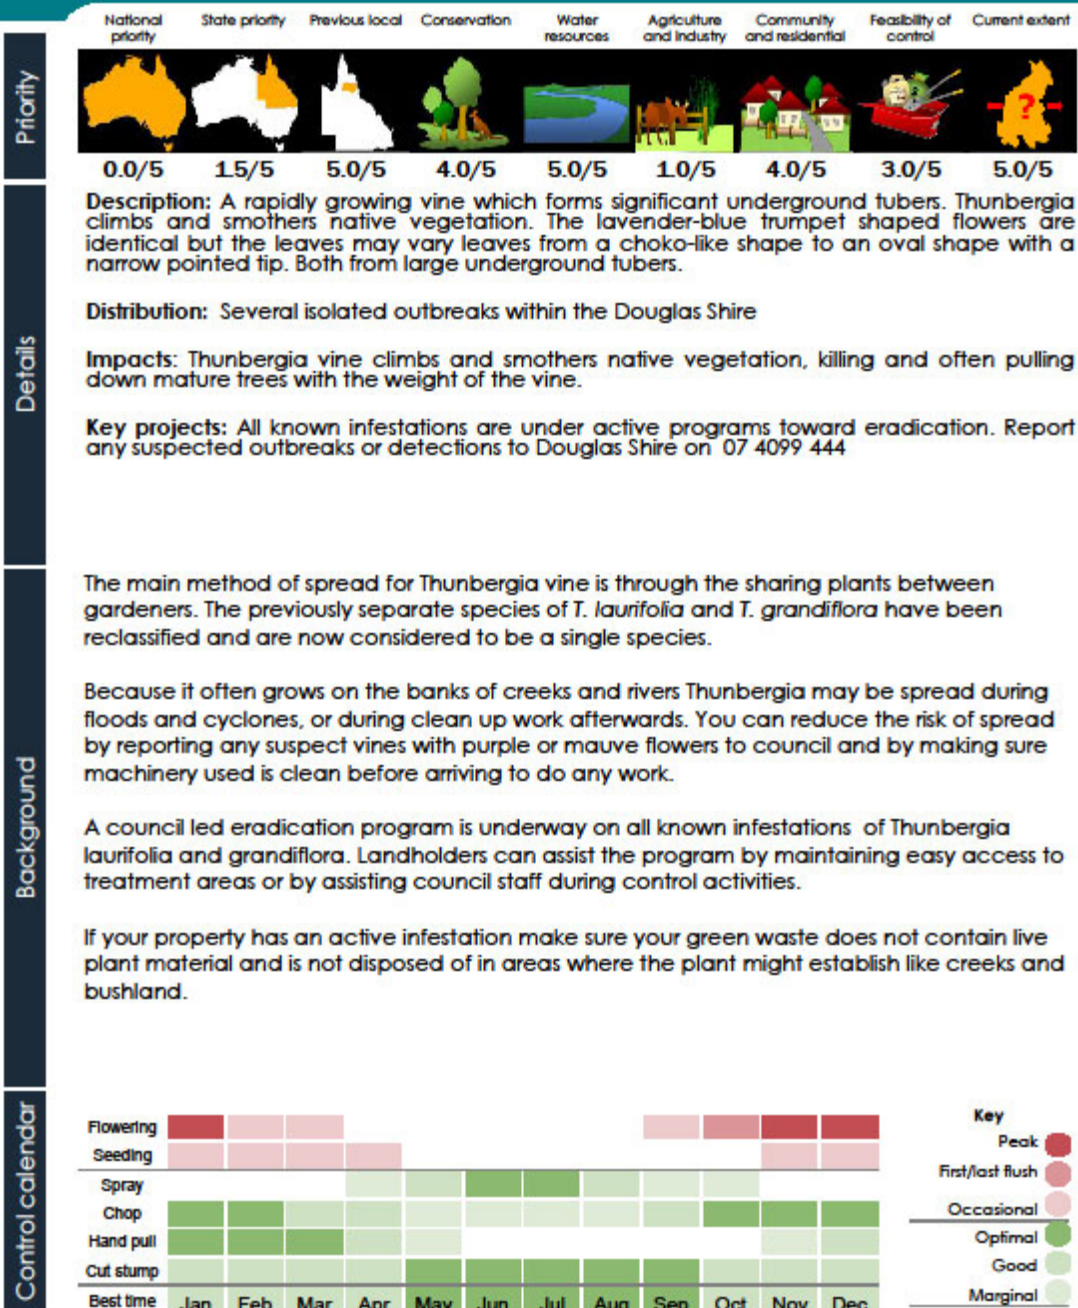 National priority
State priority
Previous local
Conservation
Water resources
Agriculture and industry
Community and residential
Feasibility of control
Current extent
Priority
?
0.0/5 1.5/5 5.0/5 4.0/5 5.0/5 1.0/5 4.0/5 3.0/5 5.0/5
Details
Description: A rapidly growing vine which forms significant underground tubers. Thunbergia
climbs and smothers native vegetation. The lavender-blue trumpet shaped flowers are
identical but the leaves may vary leaves from a choko-like shape to an oval shape with a
narrow pointed tip. Both from large underground tubers.
Distribution: Several isolated outbreaks within the Douglas Shire
Impacts: Thunbergia vine climbs and smothers native vegetation, killing and often pulling
down mature trees with the weight of the vine.
Key projects: All known infestations are under active programs toward eradication. Report
any suspected outbreaks or detections to Douglas Shire on 07 4099 444
Background
The main method of spread for Thunbergia vine is through the sharing plants between
gardeners. The previously separate species of T. laurifolia and T. grandiflora have been
reclassified and are now considered to be a single species.
Because it often grows on the banks of creeks and rivers Thunbergia may be spread during
floods and cyclones, or during clean up work afterwards. You can reduce the risk of spread
by reporting any suspect vines with purple or mauve flowers to council and by making sure
machinery used is clean before arriving to do any work.
A council led eradication program is underway on all known infestations of Thunbergia
laurifolia and grandiflora. Landholders can assist the program by maintaining easy access to
treatment areas or by assisting council staff during control activities.
If your property has an active infestation make sure your green waste does not contain live
plant material and is not disposed of in areas where the plant might establish like creeks and
bushland.
Control calendar
Flowering
Seeding
Spray
Chop
Hand pull
Cut stump
Best time Jan Feb Mar Apr May Jun Jul Aug Sep Oct Nov Dec
Key
Peak
First/last flush
Occasional
Optimal
Good
Marginal